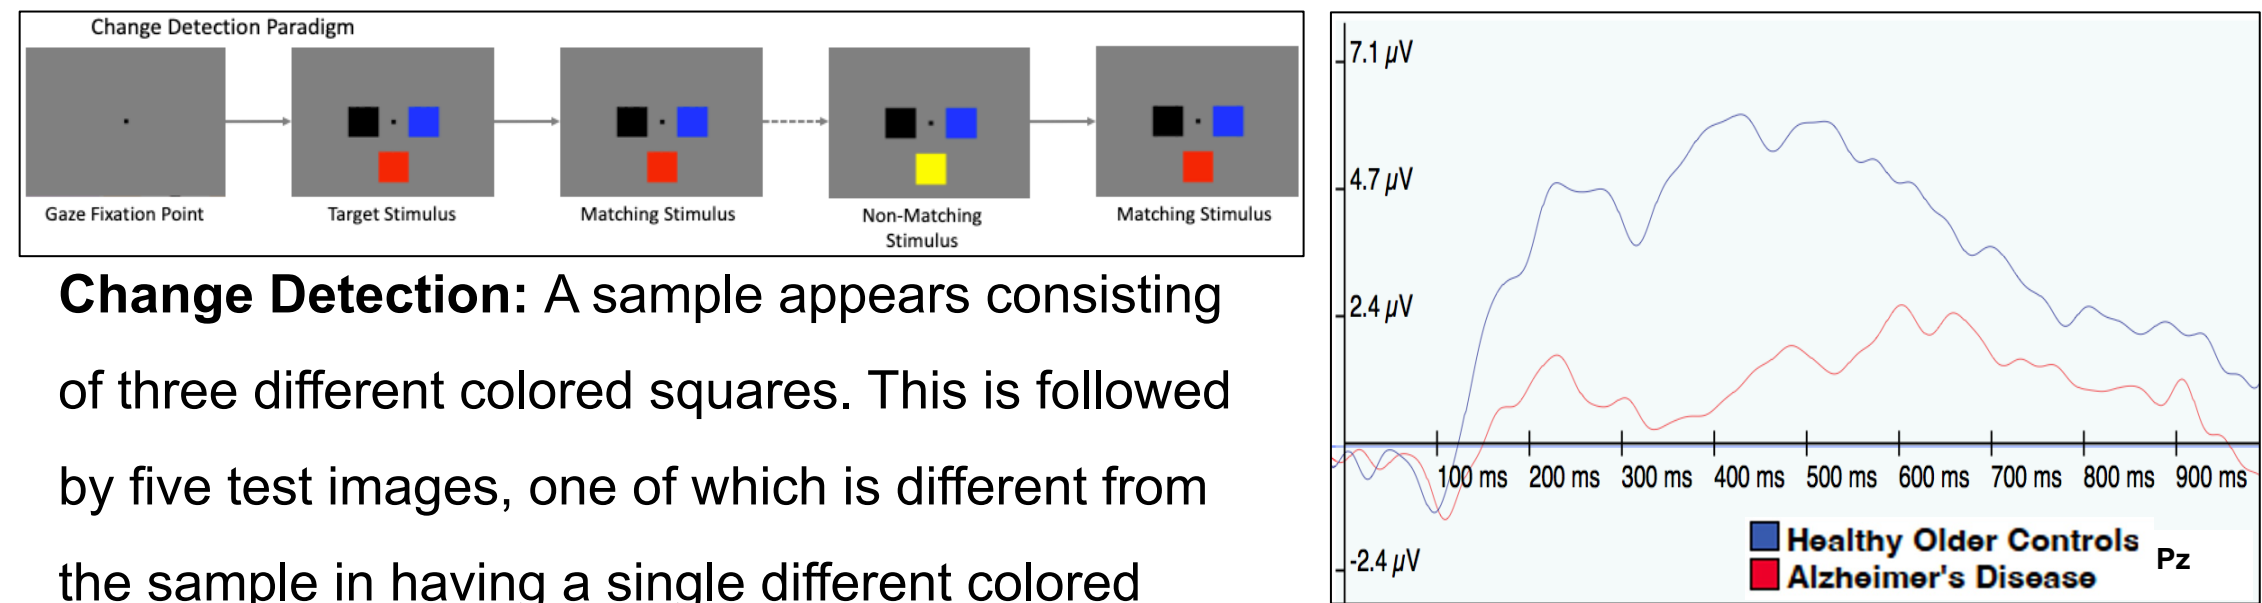 Change Detection Paradigm
Gaze Fixation Point
Target Stimulus
Matching Stimulus
Non-Matching
Stimulus
Matching Stimulus
Change Detection: A sample appears consisting
of three different colored squares. This is followed
by five test images, one of which is different from
the sample in having a single different colored
7.1 µV
4.7 µV
2.4 µV
100 ms 200 ms 300 ms 400 ms 500 ms 600 ms 700 ms 800 ms 900 ms
-2.4 µV
Healthy Older Controls
Alzheimer's Disease
Pz